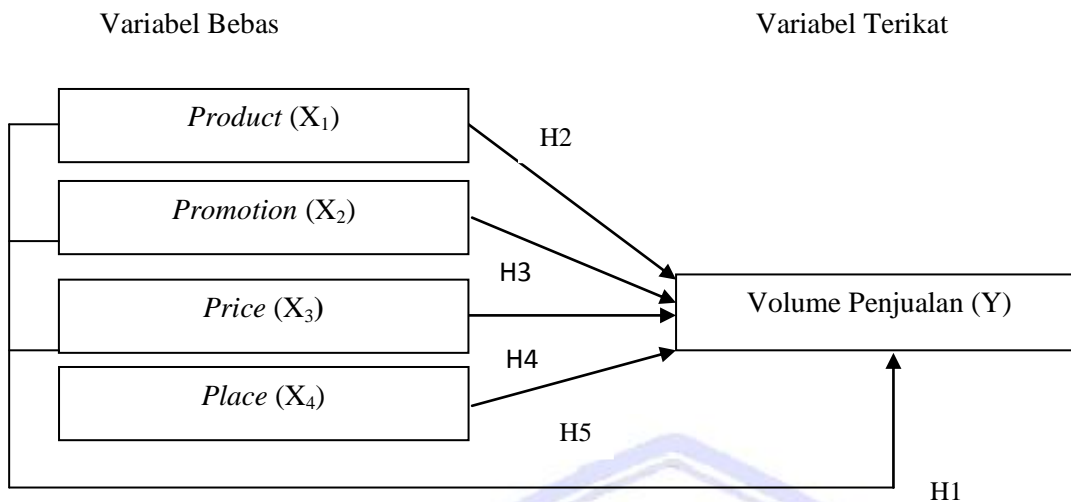 Variabel Bebas
Variabel Terikat
Product (X₁)
H2
Promotion (X₂)
H3
Price (X₃)
Volume Penjualan (Y)
H4
Place (X₄)
H5
H1